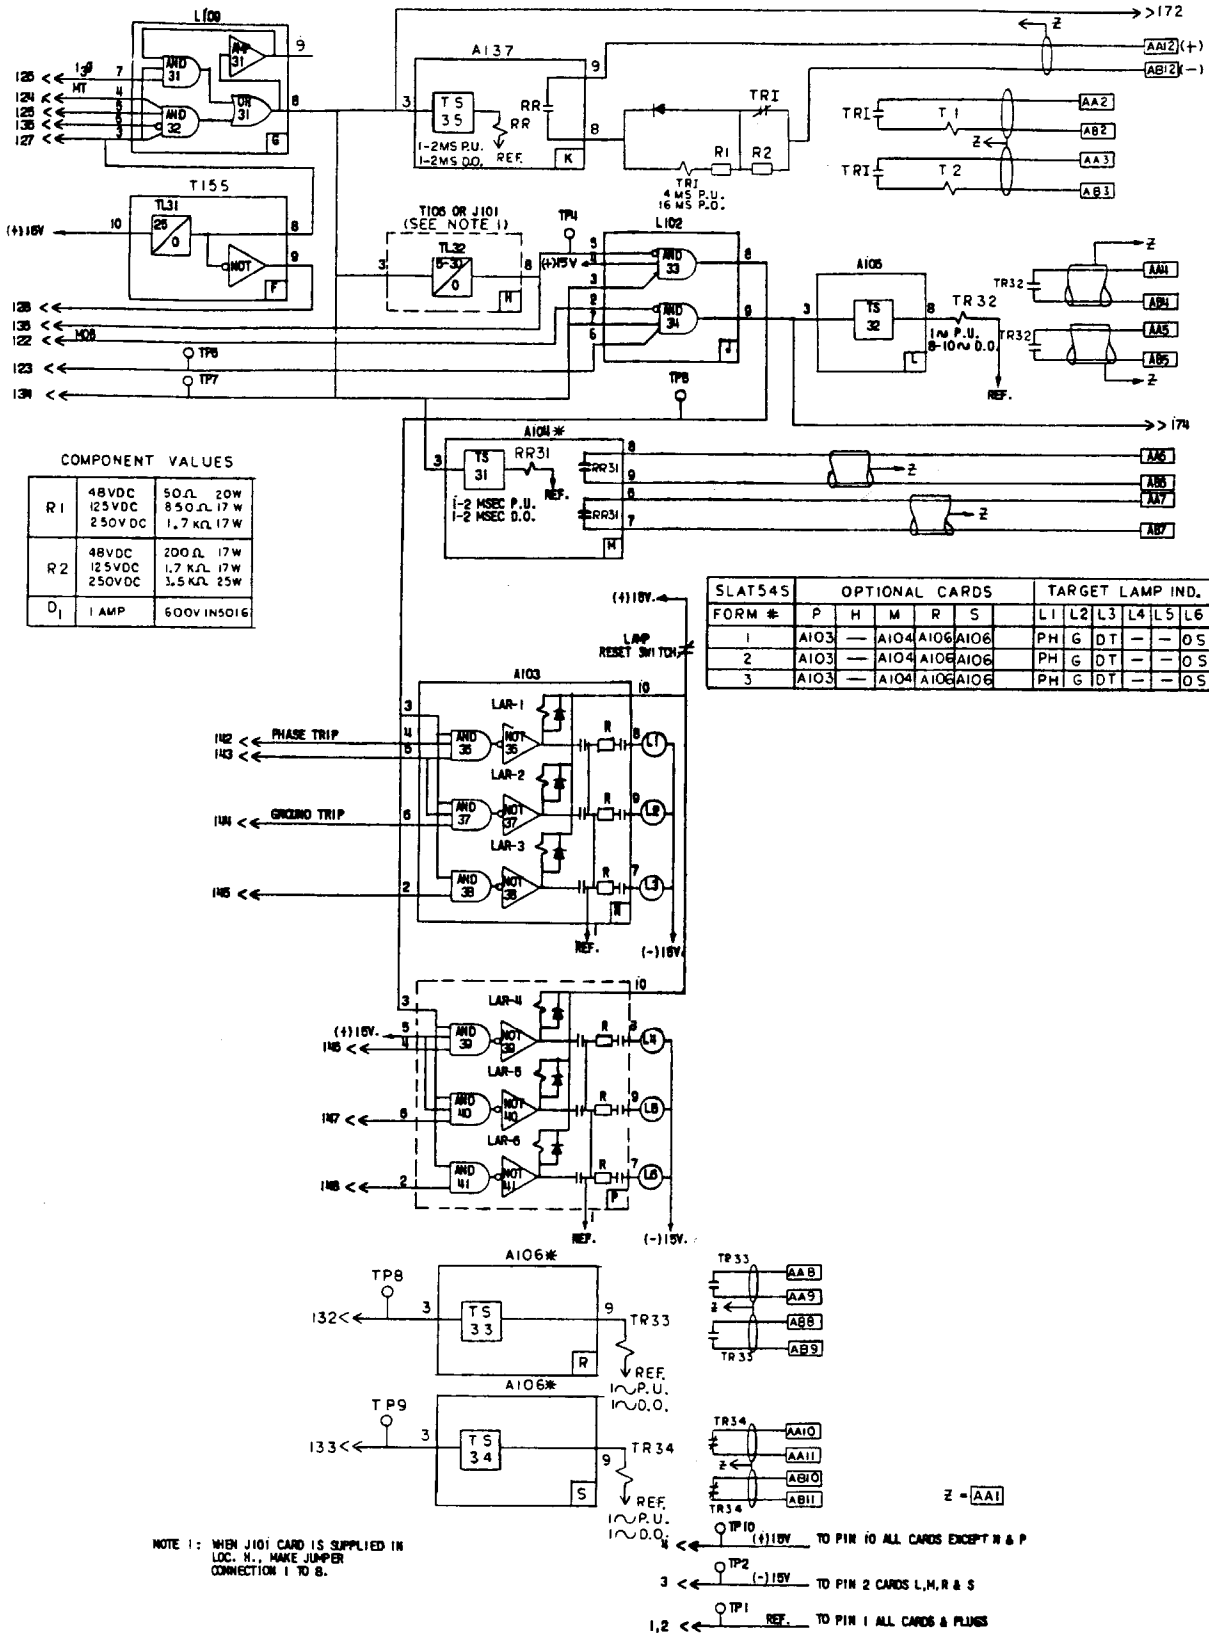 L109
AMP
31
9
>>172
AND
31
7
4
5
6
3
AND
32
OR
31
8
G
126 <<
124 <<
125 <<
136 <<
127 <<
MT
A137
3
TS
35
RR
RR
REF.
1-2MS P.U.
1-2MS D.O.
K
9
8
TRI
R1
R2
TRI
4 MS P.U.
16 MS P.O.
Z
AA12 (+)
AB12 (-)
TRI
T1
AA2
AB2
Z
TRI
T2
AA3
AB3
T155
TL31
25
0
10
(+)15V
8
9
NOT
F
T105 OR J101
(SEE NOTE 1)
TL32
5-30
0
3
8
H
TP4
(+)15V
L102
5
4
3
2
7
6
AND
33
AND
34
8
9
J
A105
3
TS
32
8
L
TR32
1~ P.U.
8-10~ D.O.
REF.
Z
TR32
AA4
AB4
TR32
AA5
AB5
Z
128 <<
135 <<
122 <<
MOB
123 <<
TP6
134 <<
TP7
TP5
>>174
A104*
3
TS
31
RR31
REF.
1-2 MSEC P.U.
1-2 MSEC D.O.
M
RR31
RR31
8
9
6
7
Z
Z
AA6
AB6
AA7
AB7
COMPONENT VALUES
R1 48VDC 50Ω 20W
125VDC 850Ω 17W
250VDC 1.7KΩ 17W
R2 48VDC 200Ω 17W
125VDC 1.7KΩ 17W
250VDC 3.5KΩ 25W
D1 1 AMP 600V IN5016
SLAT54S OPTIONAL CARDS TARGET LAMP IND.
FORM # P H M R S L1 L2 L3 L4 L5 L6
1 A103 — A104 A106 A106 PH G DT — — OS
2 A103 — A104 A106 A106 PH G DT — — OS
3 A103 — A104 A106 A106 PH G DT — — OS
(+)15V.
LAMP
RESET SWITCH
A103
10
3
4
5
6
2
142 << PHASE TRIP
143 <<
144 << GROUND TRIP
145 <<
LAR-1
LAR-2
LAR-3
AND
36
NOT
36
AND
37
NOT
37
AND
38
NOT
38
R
R
R
8
9
7
L1
L2
L3
N
1
REF.
(-)15V.
10
3
5
4
6
2
(+)15V.
146 <<
147 <<
148 <<
LAR-4
LAR-5
LAR-6
AND
39
NOT
39
AND
40
NOT
40
AND
41
NOT
41
R
R
R
8
9
7
L4
L5
L6
P
1
REF.
(-)15V.
A106*
TP8
132 <<
3
TS
33
9
TR33
R
REF.
1~P.U.
1~D.O.
TR33
AA8
AA9
Z
AB8
AB9
TR33
A106*
TP9
133 <<
3
TS
34
9
TR34
S
REF.
1~P.U.
1~D.O.
TR34
AA10
AA11
Z
AB10
AB11
TR34
Z = AA1
NOTE 1: WHEN J101 CARD IS SUPPLIED IN
LOC. H., MAKE JUMPER
CONNECTION 1 TO 8.
4 << TP10 (+)15V TO PIN 10 ALL CARDS EXCEPT N & P
3 << TP2 (-)15V TO PIN 2 CARDS L,M,R & S
1,2 << TP1 REF. TO PIN 1 ALL CARDS & PLUGS